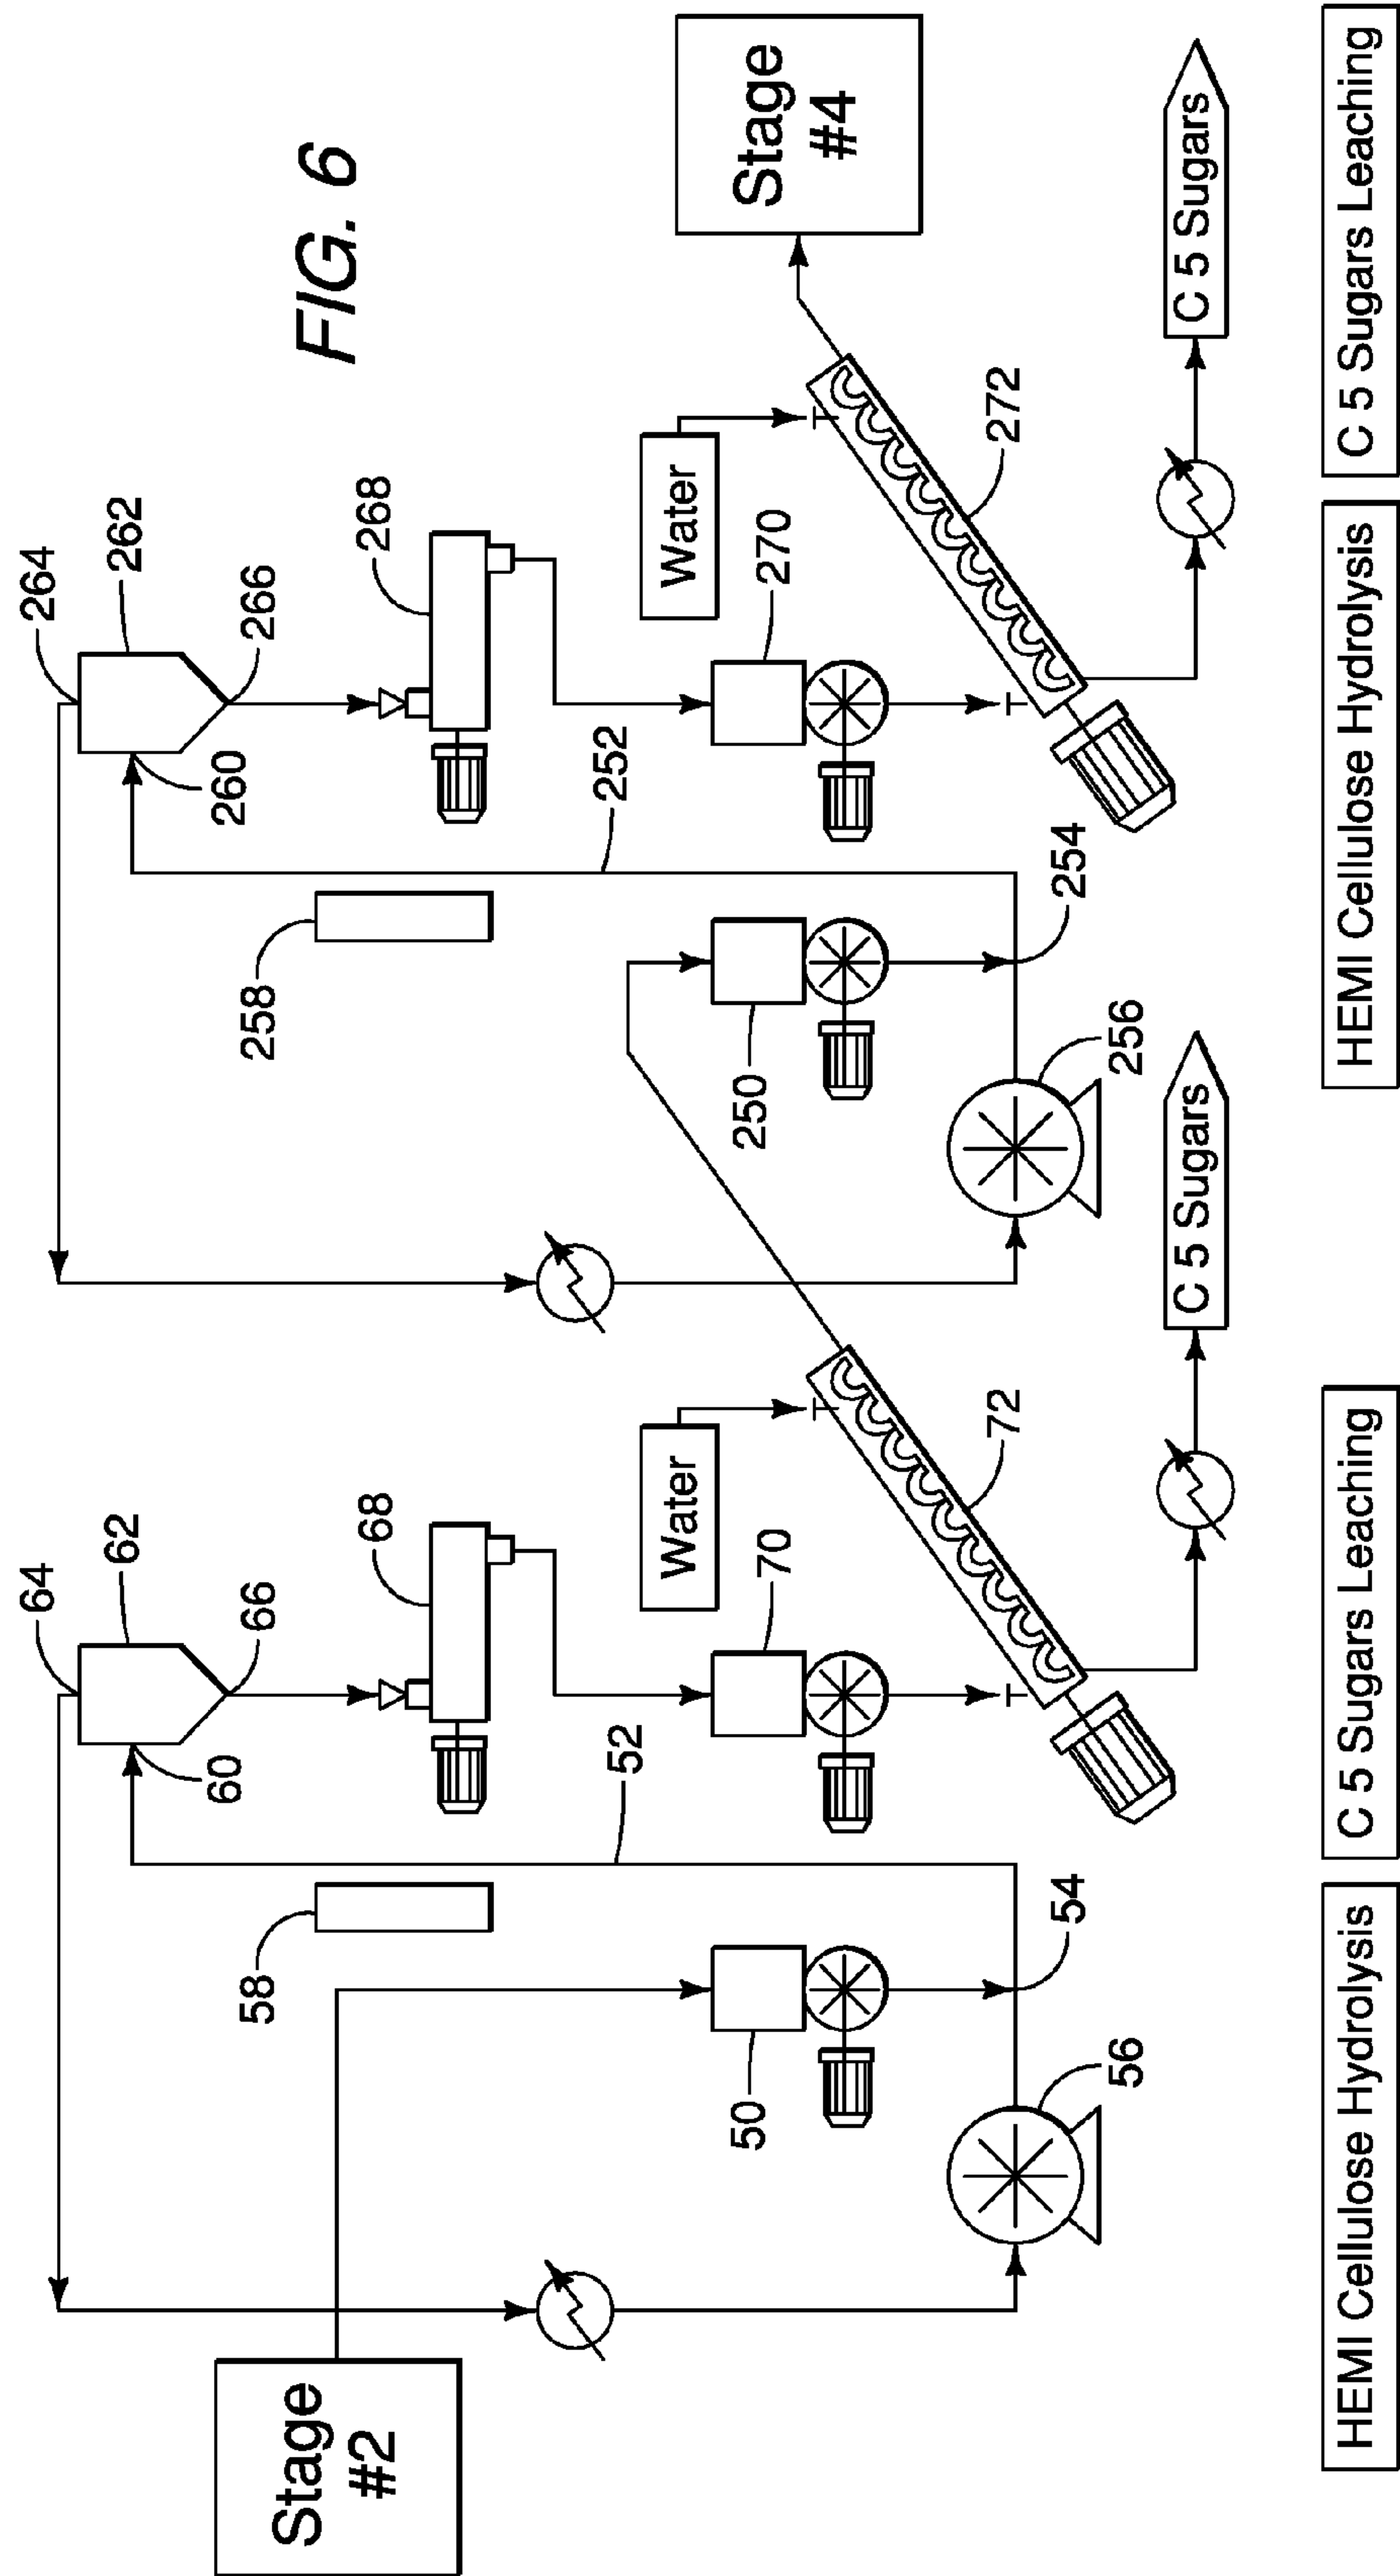 FIG. 6
64
62
60
66
68
58
52
Stage
#2
50
70
Water
54
56
72
C 5 Sugars
264
262
260
266
268
258
252
250
270
Water
254
256
272
Stage
#4
C 5 Sugars
HEMI Cellulose Hydrolysis
C 5 Sugars Leaching
HEMI Cellulose Hydrolysis
C 5 Sugars Leaching